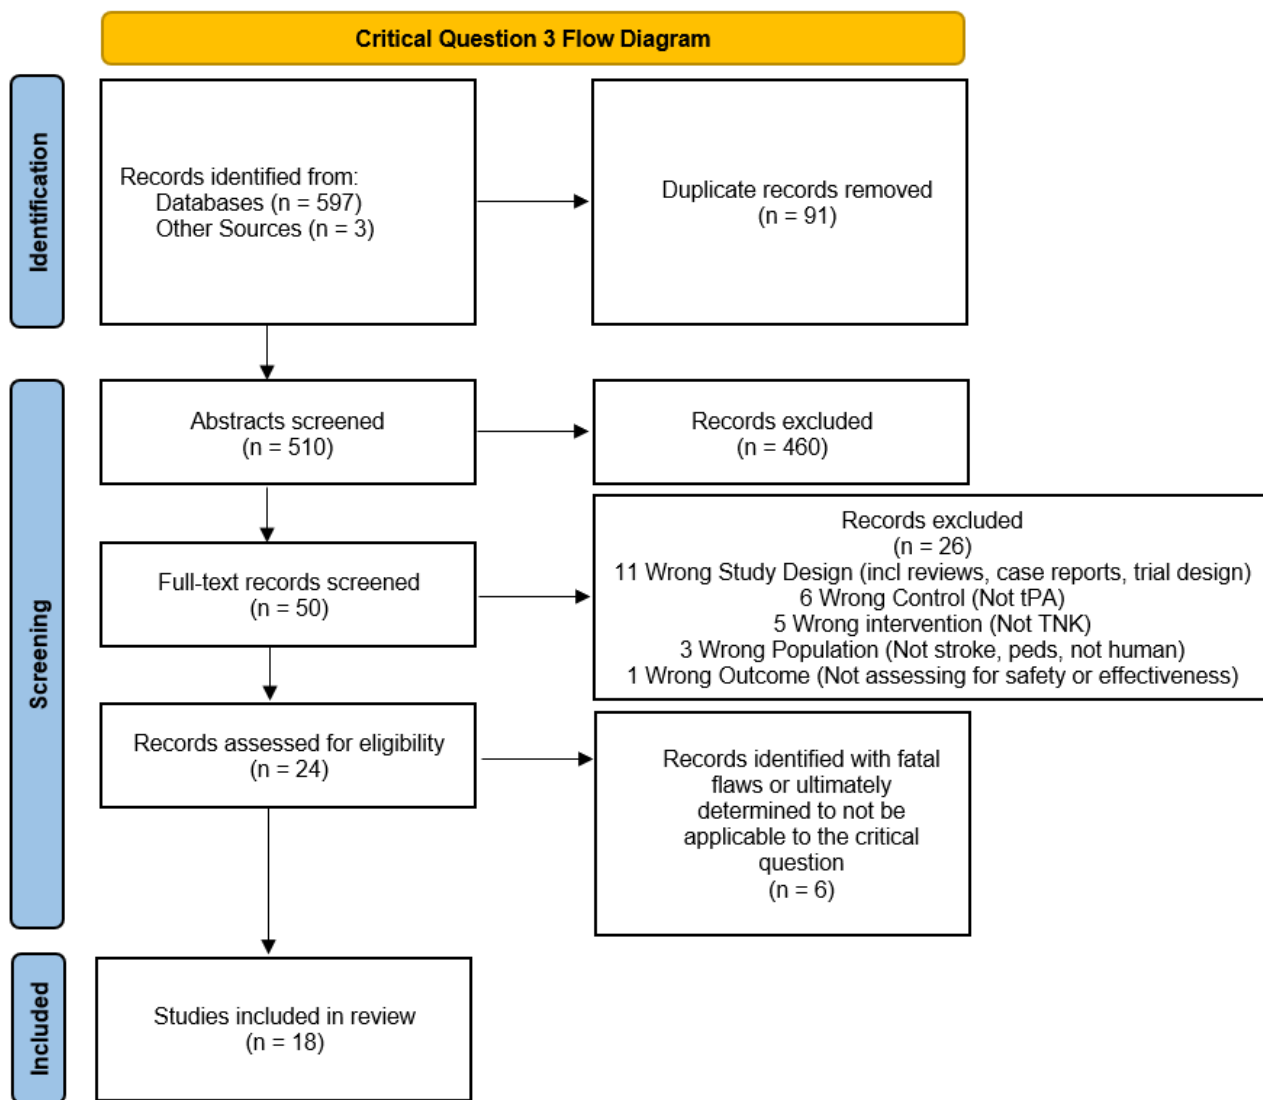 Critical Question 3 Flow Diagram
Identification
Records identified from:
Databases (n = 597)
Other Sources (n = 3)
Duplicate records removed
(n = 91)
Screening
Abstracts screened
(n = 510)
Records excluded
(n = 460)
Full-text records screened
(n = 50)
Records excluded
(n = 26)
11 Wrong Study Design (incl reviews, case reports, trial design)
6 Wrong Control (Not tPA)
5 Wrong intervention (Not TNK)
3 Wrong Population (Not stroke, peds, not human)
1 Wrong Outcome (Not assessing for safety or effectiveness)
Records assessed for eligibility
(n = 24)
Records identified with fatal
flaws or ultimately
determined to not be
applicable to the critical
question
(n = 6)
Included
Studies included in review
(n = 18)